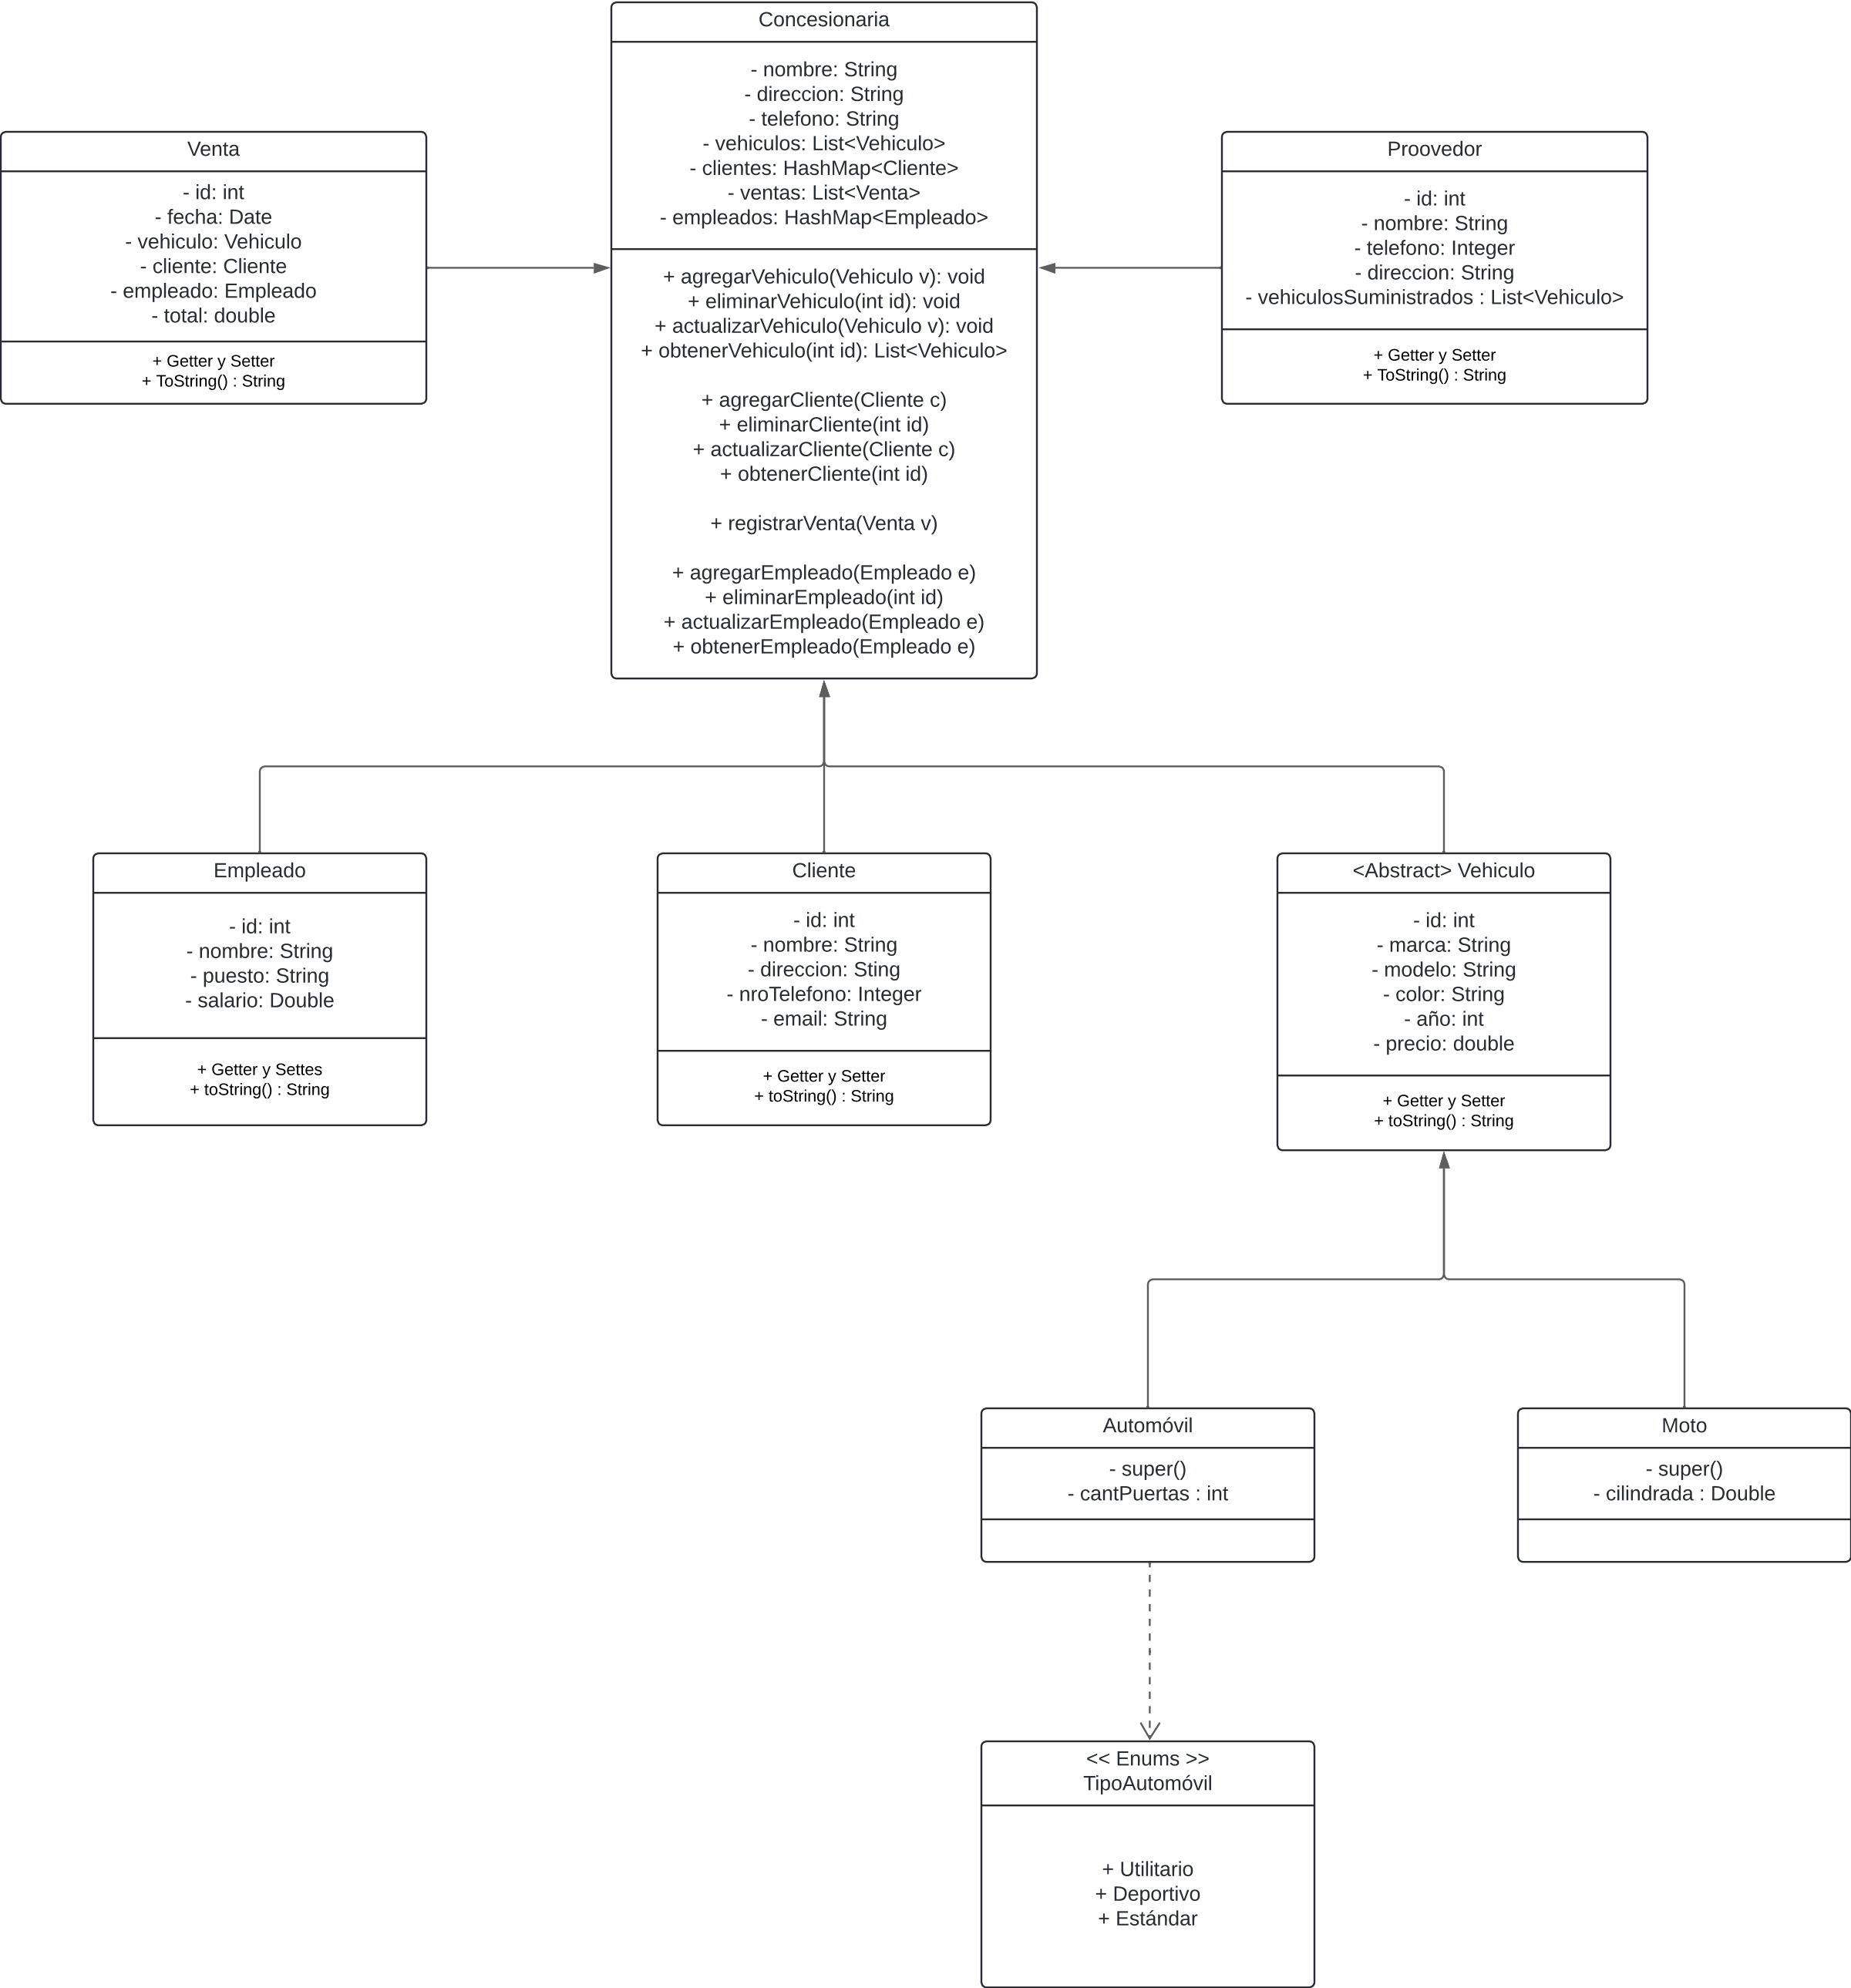 Concesionaria
- nombre: String
- direccion: String
- telefono: String
- vehiculos: List<Vehiculo>
- clientes: HashMap<Cliente>
- ventas: List<Venta>
- empleados: HashMap<Empleado>
+ agregarVehiculo(Vehiculo v): void
+ eliminarVehiculo(int id): void
+ actualizarVehiculo(Vehiculo v): void
+ obtenerVehiculo(int id): List<Vehiculo>
+ agregarCliente(Cliente c)
+ eliminarCliente(int id)
+ actualizarCliente(Cliente c)
+ obtenerCliente(int id)
+ registrarVenta(Venta v)
+ agregarEmpleado(Empleado e)
+ eliminarEmpleado(int id)
+ actualizarEmpleado(Empleado e)
+ obtenerEmpleado(Empleado e)
Venta
- id: int
- fecha: Date
- vehiculo: Vehiculo
- cliente: Cliente
- empleado: Empleado
- total: double
+ Getter y Setter
+ ToString() : String
Proovedor
- id: int
- nombre: String
- telefono: Integer
- direccion: String
- vehiculosSuministrados : List<Vehiculo>
+ Getter y Setter
+ ToString() : String
Empleado
- id: int
- nombre: String
- puesto: String
- salario: Double
+ Getter y Settes
+ toString() : String
Cliente
- id: int
- nombre: String
- direccion: Sting
- nroTelefono: Integer
- email: String
+ Getter y Setter
+ toString() : String
<Abstract> Vehiculo
- id: int
- marca: String
- modelo: String
- color: String
- año: int
- precio: double
+ Getter y Setter
+ toString() : String
Automóvil
- super()
- cantPuertas : int
Moto
- super()
- cilindrada : Double
<< Enums >>
TipoAutomóvil
+ Utilitario
+ Deportivo
+ Estándar